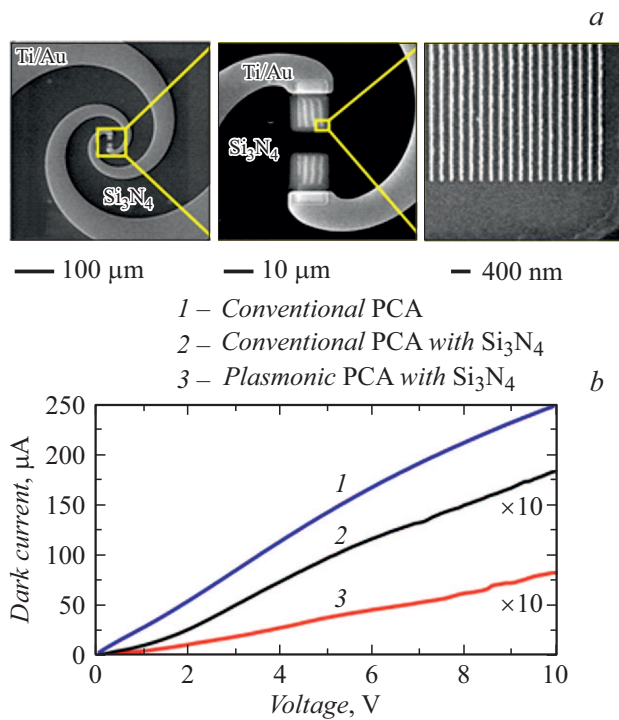 a
Ti/Au
Si₃N₄
Ti/Au
Si₃N₄
100 μm
10 μm
400 nm
1 – Conventional PCA
2 – Conventional PCA with Si₃N₄
3 – Plasmonic PCA with Si₃N₄
b
Dark current, μA
250
200
150
100
50
0
1
2
×10
3
×10
0 2 4 6 8 10
Voltage, V